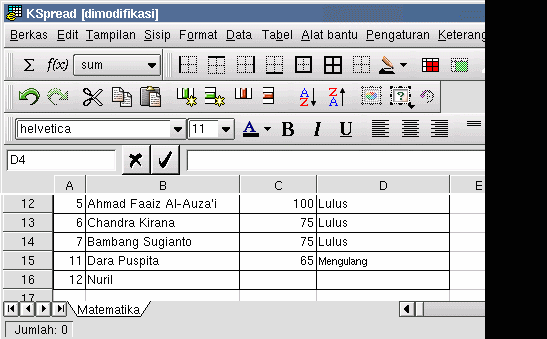 KSpread [dimodifikasi]
Berkas Edit Tampilan Sisip Format Data Tabel Alat bantu Pengaturan Keterang
Σ f(x) sum
A Z Z A ?
helvetica 11 A B I U
D4
A B C D E
12 5 Ahmad Faaiz Al-Auza'i 100 Lulus
13 6 Chandra Kirana 75 Lulus
14 7 Bambang Sugianto 75 Lulus
15 11 Dara Puspita 65 Mengulang
16 12 Nuril
17
Matematika
Jumlah: 0